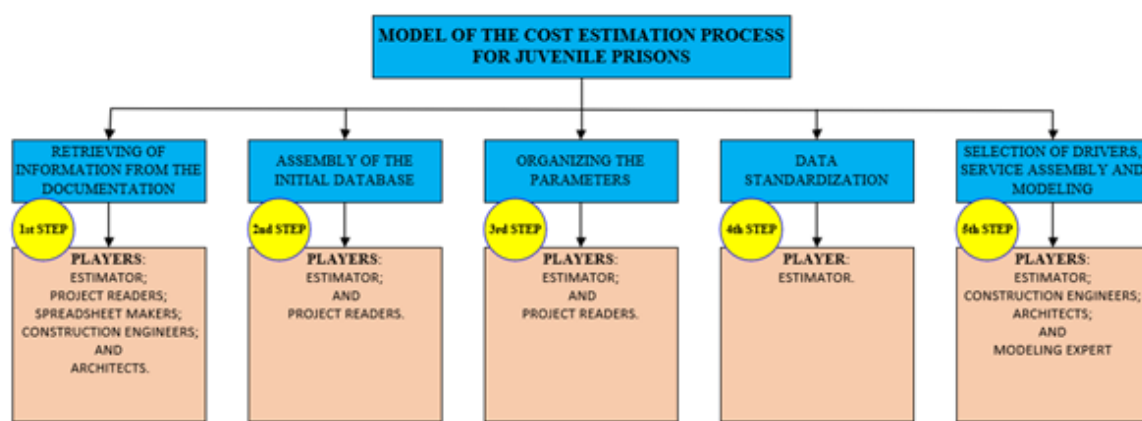 MODEL OF THE COST ESTIMATION PROCESS
FOR JUVENILE PRISONS
RETRIEVING OF
INFORMATION FROM THE
DOCUMENTATION
1st STEP
PLAYERS:
ESTIMATOR;
PROJECT READERS;
SPREADSHEET MAKERS;
CONSTRUCTION ENGINEERS;
AND
ARCHITECTS.
ASSEMBLY OF THE
INITIAL DATABASE
2nd STEP
PLAYERS:
ESTIMATOR;
AND
PROJECT READERS.
ORGANIZING THE
PARAMETERS
3rd STEP
PLAYERS:
ESTIMATOR;
AND
PROJECT READERS.
DATA
STANDARDIZATION
4th STEP
PLAYER:
ESTIMATOR.
SELECTION OF DRIVERS,
SERVICE ASSEMBLY AND
MODELING
5th STEP
PLAYERS:
ESTIMATOR;
CONSTRUCTION ENGINEERS;
ARCHITECTS;
AND
MODELING EXPERT